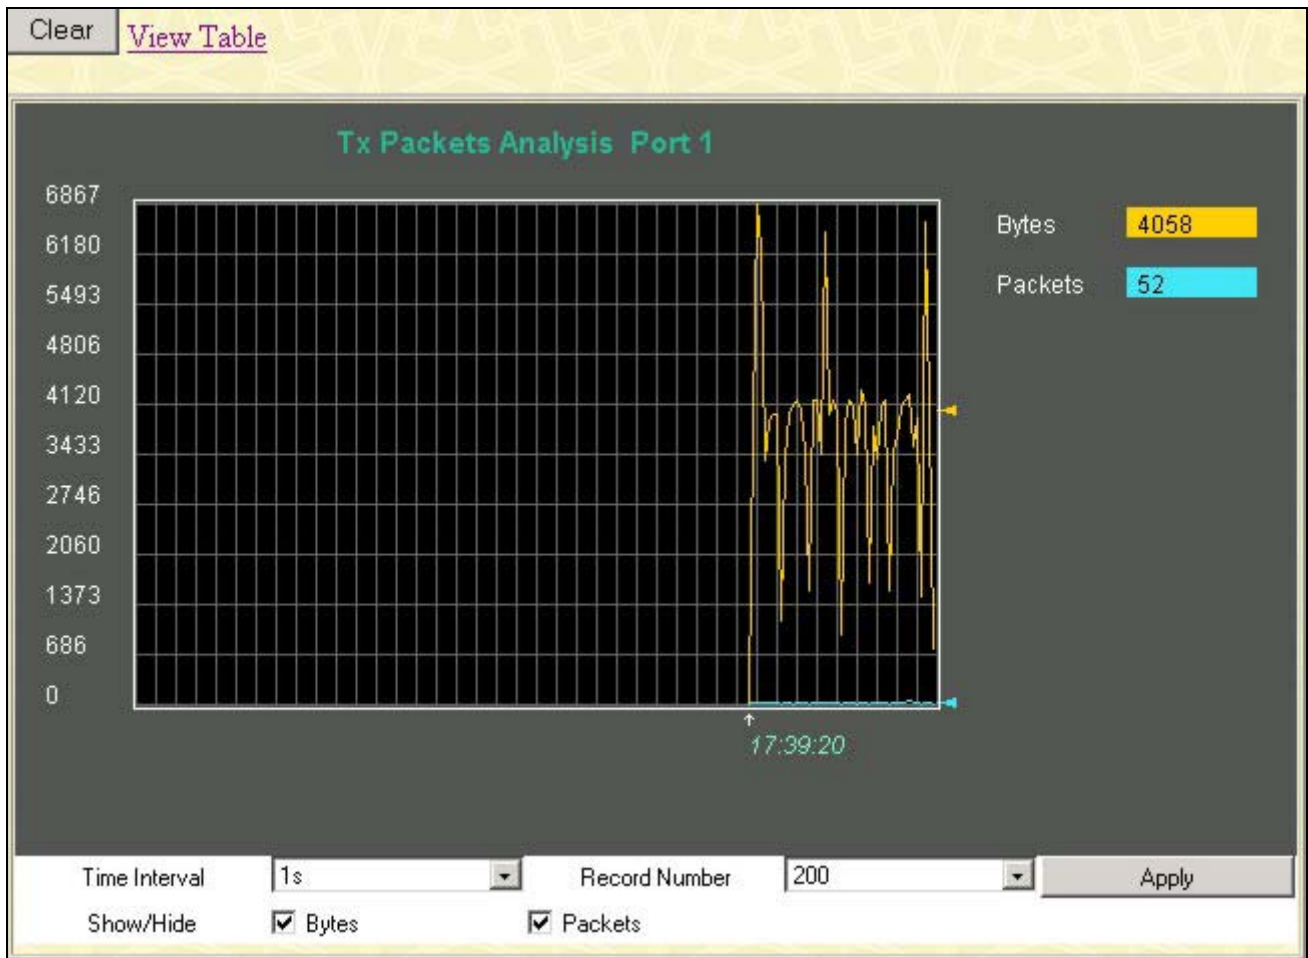 Clear View Table
Tx Packets Analysis Port 1
6867
6180
5493
4806
4120
3433
2746
2060
1373
686
0
Bytes 4058
Packets 52
17:39:20
Time Interval 1s Record Number 200 Apply
Show/Hide Bytes Packets